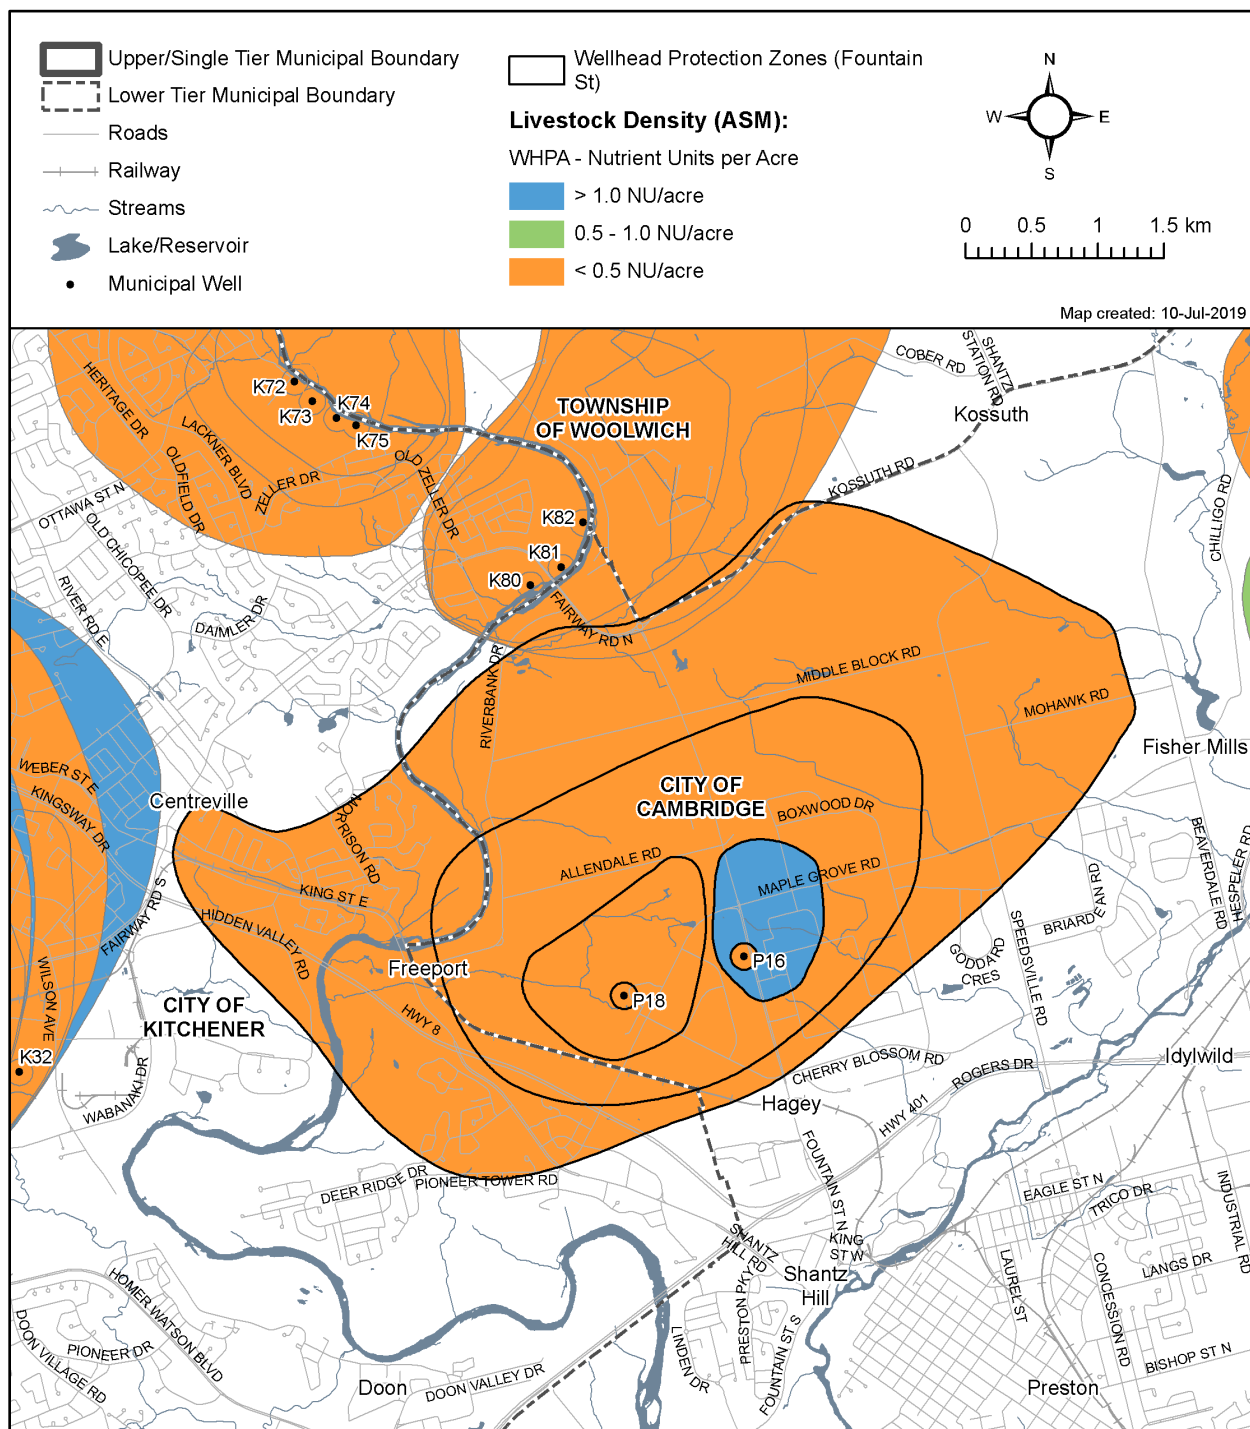 Upper/Single Tier Municipal Boundary
Lower Tier Municipal Boundary
Roads
Railway
Streams
Lake/Reservoir
Municipal Well
Wellhead Protection Zones (Fountain
St)
Livestock Density (ASM):
WHPA - Nutrient Units per Acre
> 1.0 NU/acre
0.5 - 1.0 NU/acre
< 0.5 NU/acre
N
W
E
S
0
0.5
1
1.5 km
Map created: 10-Jul-2019
COBER RD
SHANTZ
STATION RD
Kossuth
K72
K73
K74
K75
TOWNSHIP
OF WOOLWICH
HERITAGE DR
LACKNER BLVD
OLDFIELD DR
ZELLER DR
OLD ZELLER DR
OTTAWA ST N
OLD CHICOPEE DR
KOSSUTH RD
CHILLIGO RD
K82
K81
K80
RIVER RD E
DAIMLER DR
FAIRWAY RD N
RIVERBANK DR
MIDDLE BLOCK RD
MOHAWK RD
Fisher Mills
WEBER ST E
KINGSWAY DR
Centreville
CITY OF
CAMBRIDGE
MORRISON RD
BOXWOOD DR
ALLENDALE RD
MAPLE GROVE RD
BEAVERDALE RD
HESPELER RD
KING ST E
HIDDEN VALLEY RD
FAIRWAY RD S
WILSON AVE
BRIARDEAN RD
GODDARD
CRES
SPEEDSVILLE RD
Freeport
P16
P18
CITY OF
KITCHENER
HWY 8
K32
WABANAKI DR
CHERRY BLOSSOM RD
ROGERS DR
Idylwild
Hagey
HWY 401
FOUNTAIN ST N
DEER RIDGE DR
PIONEER TOWER RD
EAGLE ST N
TRICO DR
INDUSTRIAL RD
SHANTZ
HILL RD
KING
ST W
Shantz
Hill
LAUREL ST
CONCESSION RD
LANGS DR
HOMER WATSON BLVD
DOON VILLAGE RD
PIONEER DR
Doon
DOON VALLEY DR
LINDEN DR
PRESTON PKY
FOUNTAIN ST S
BISHOP ST N
Preston